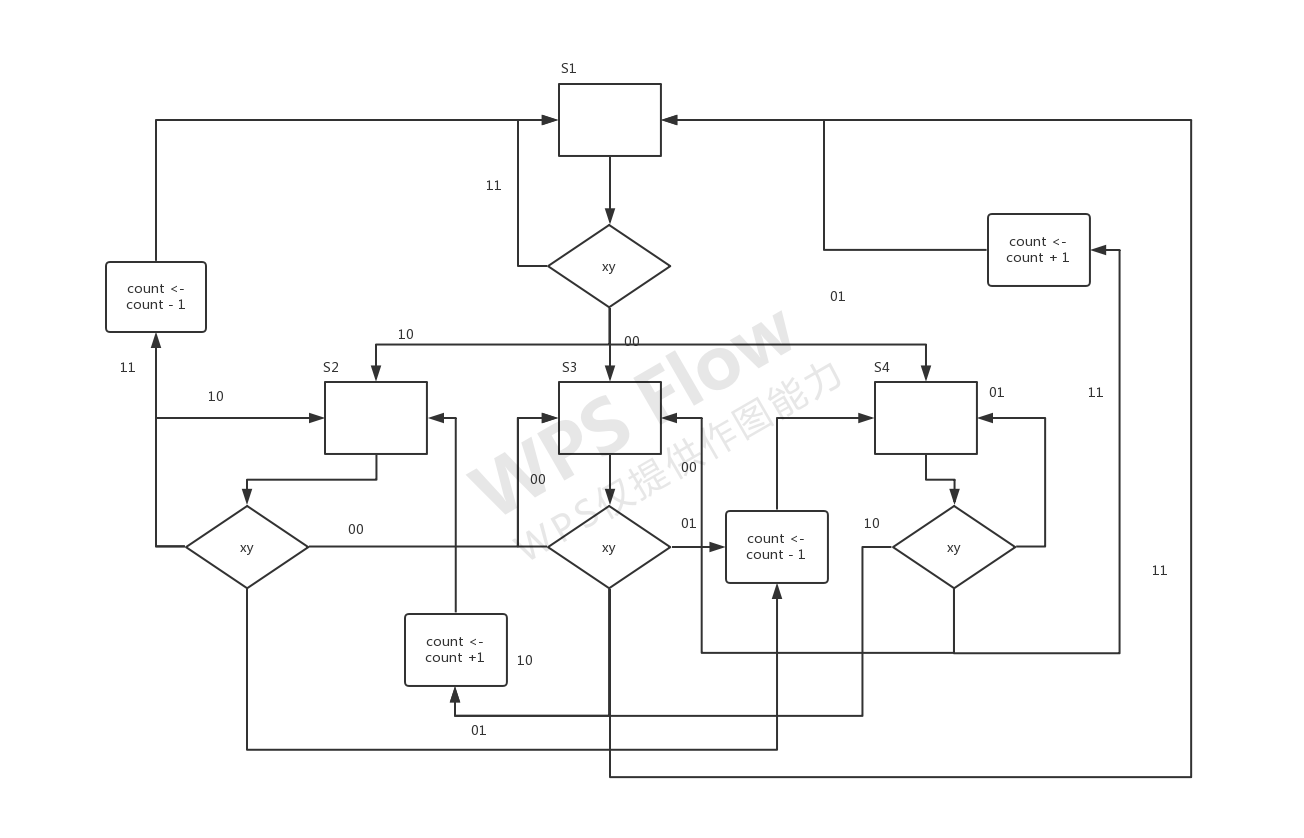 S1
11
xy
count <-
count + 1
count <-
count - 1
01
10
00
11
S2
S3
S4
10
01
11
WPS Flow
WPS仅提供作图能力
00
00
00
01
10
xy
xy
count <-
count - 1
xy
11
count <-
count +1
10
01